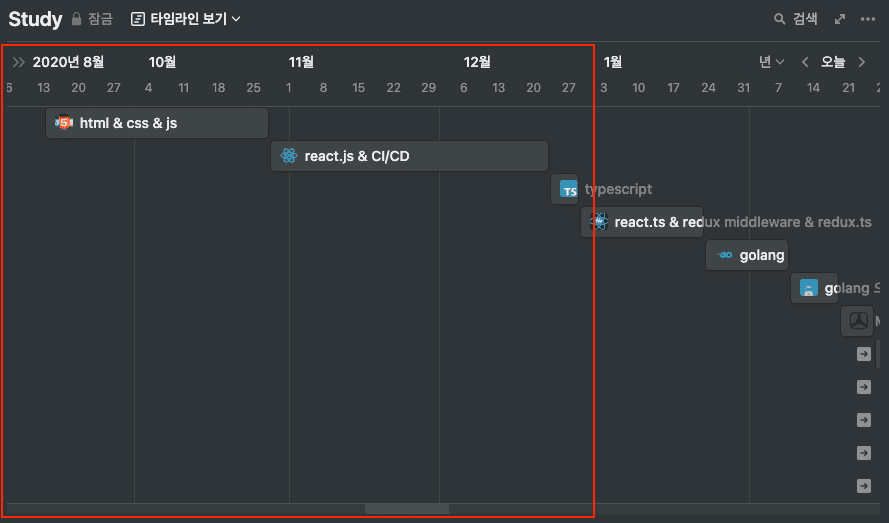 Study 잠금 타임라인 보기 검색
2020년 8월 10월 11월 12월 1월 년 오늘
6 13 20 27 4 11 18 25 1 8 15 22 29 6 13 20 27 3 10 17 24 31 7 14 21
html & css & js
react.js & CI/CD
TS typescript
react.ts & redux middleware & redux.ts
golang
golang